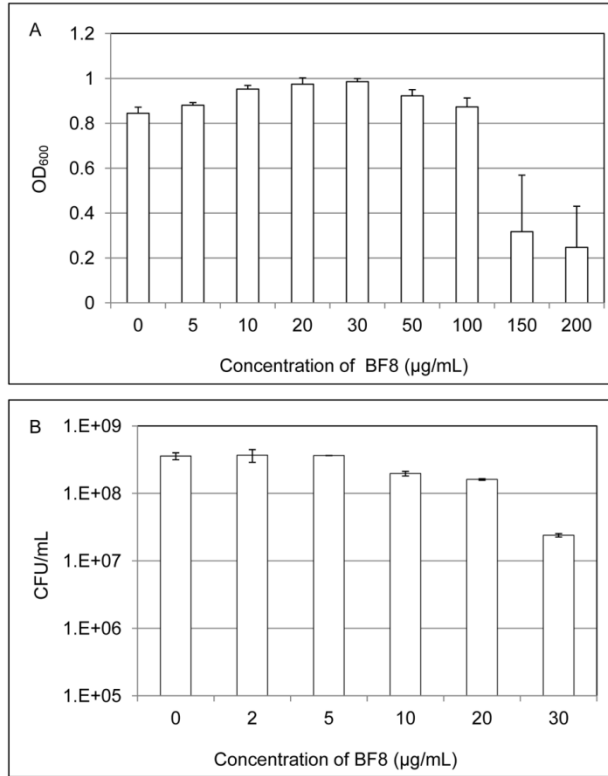 A
1.2
1
0.8
0.6
0.4
0.2
0
OD₆₀₀
0 5 10 20 30 50 100 150 200
Concentration of BF8 (µg/mL)
B
1.E+09
1.E+08
1.E+07
1.E+06
1.E+05
CFU/mL
0 2 5 10 20 30
Concentration of BF8 (µg/mL)